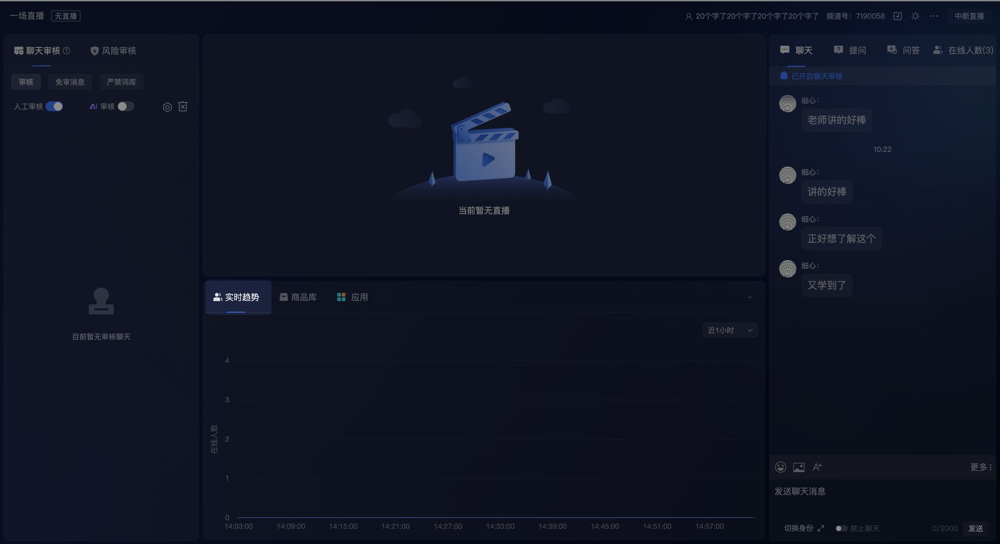 一场直播 无直播
20个字了20个字了20个字了20个字了 频道号：7190058 中断直播
聊天审核 风险审核
审核 免审消息 严禁词库
人工审核 Ai 审核
目前暂无审核聊天
当前暂无直播
实时趋势 商品库 应用
近1小时
在线人数
4
3
2
1
0
14:03:00 14:09:00 14:15:00 14:21:00 14:27:00 14:33:00 14:39:00 14:45:00 14:51:00 14:57:00
聊天 提问 问答 在线人数(3)
已开启聊天审核
细心：
老师讲的好棒
10:22
细心：
讲的好棒
细心：
正好想了解这个
细心：
又学到了
A+ 更多
发送聊天消息
切换身份 禁止聊天 0/2000 发送